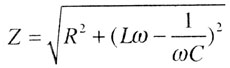 Z = √(R² + (Lω − 1/(ωC))²)